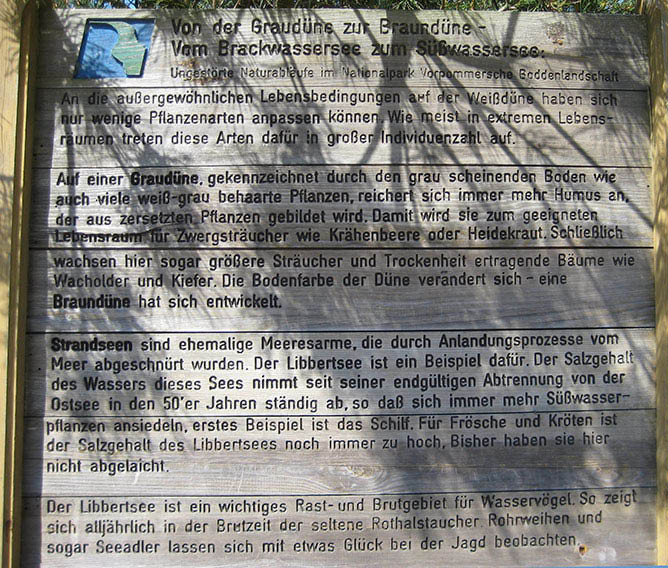 Von der Graudüne zur Braundüne -
Vom Brackwassersee zum Süßwassersee:
Ungestörte Naturabläufe im Nationalpark Vorpommersche Boddenlandschaft
An die außergewöhnlichen Lebensbedingungen auf der Weißdüne haben sich
nur wenige Pflanzenarten anpassen können. Wie meist in extremen Lebens-
räumen treten diese Arten dafür in großer Individuenzahl auf.
Auf einer Graudüne, gekennzeichnet durch den grau scheinenden Boden wie
auch viele weiß-grau behaarte Pflanzen, reichert sich immer mehr Humus an,
der aus zersetzten Pflanzen gebildet wird. Damit wird sie zum geeigneten
Lebensraum für Zwergsträucher wie Krähenbeere oder Heidekraut. Schließlich
wachsen hier sogar größere Sträucher und Trockenheit ertragende Bäume wie
Wacholder und Kiefer. Die Bodenfarbe der Düne verändert sich - eine
Braundüne hat sich entwickelt.
Strandseen sind ehemalige Meeresarme, die durch Anlandungsprozesse vom
Meer abgeschnürt wurden. Der Libbertsee ist ein Beispiel dafür. Der Salzgehalt
des Wassers dieses Sees nimmt seit seiner endgültigen Abtrennung von der
Ostsee in den 50'er Jahren ständig ab, so daß sich immer mehr Süßwasser-
pflanzen ansiedeln, erstes Beispiel ist das Schilf. Für Frösche und Kröten ist
der Salzgehalt des Libbertsees noch immer zu hoch, Bisher haben sie hier
nicht abgelaicht.
Der Libbertsee ist ein wichtiges Rast- und Brutgebiet für Wasservögel. So zeigt
sich alljährlich in der Brutzeit der seltene Rothalstaucher. Rohrweihen und
sogar Seeadler lassen sich mit etwas Glück bei der Jagd beobachten.